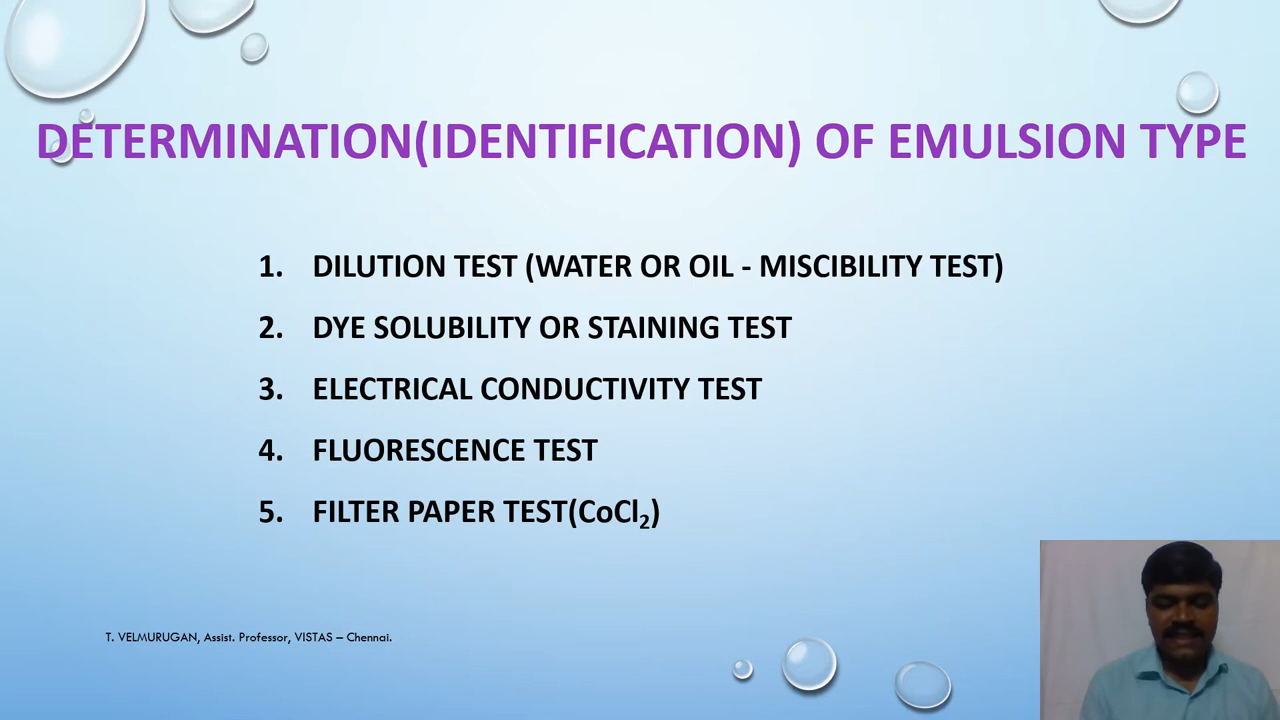 DETERMINATION(IDENTIFICATION) OF EMULSION TYPE
1. DILUTION TEST (WATER OR OIL - MISCIBILITY TEST)
2. DYE SOLUBILITY OR STAINING TEST
3. ELECTRICAL CONDUCTIVITY TEST
4. FLUORESCENCE TEST
5. FILTER PAPER TEST(CoCl₂)
T. VELMURUGAN, Assist. Professor, VISTAS – Chennai.